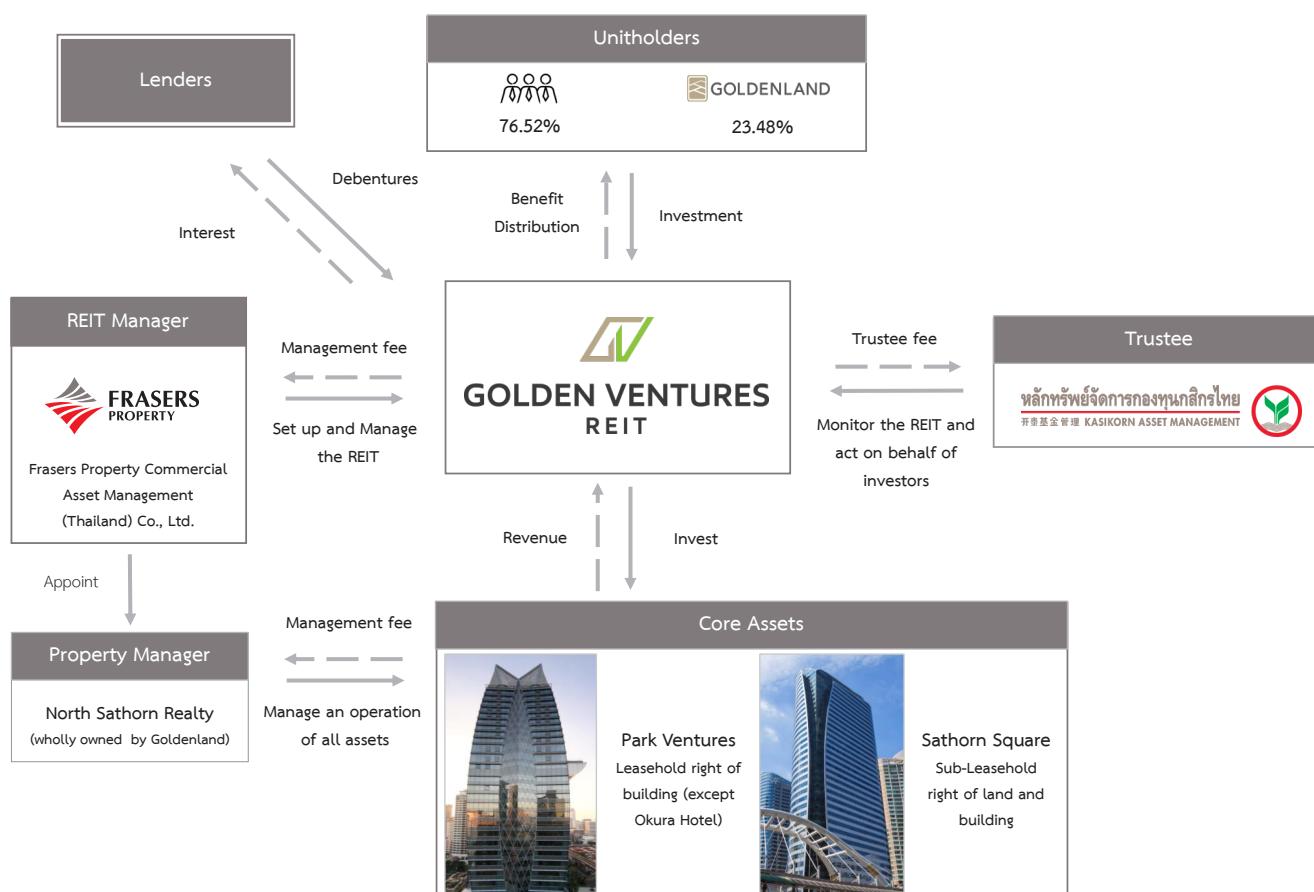 Lenders
Unitholders
GOLDENLAND
76.52%
23.48%
Debentures
Interest
Benefit
Distribution
Investment
REIT Manager
FRASERS
PROPERTY
Frasers Property Commercial
Asset Management
(Thailand) Co., Ltd.
Management fee
Set up and Manage
the REIT
GOLDEN VENTURES
REIT
Trustee fee
Monitor the REIT and
act on behalf of
investors
Trustee
หลักทรัพย์จัดการกองทุนกสิกรไทย
开泰基金管理 KASIKORN ASSET MANAGEMENT
Revenue
Invest
Appoint
Property Manager
North Sathorn Realty
(wholly owned by Goldenland)
Management fee
Manage an operation
of all assets
Core Assets
Park Ventures
Leasehold right of
building (except
Okura Hotel)
Sathorn Square
Sub-Leasehold
right of land and
building